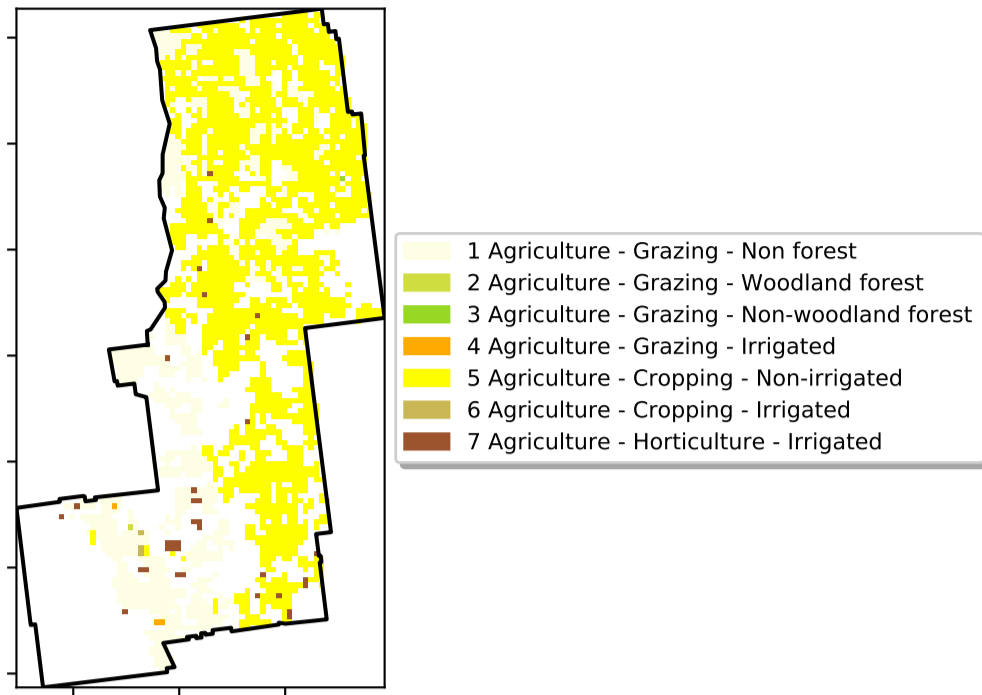 1 Agriculture - Grazing - Non forest
2 Agriculture - Grazing - Woodland forest
3 Agriculture - Grazing - Non-woodland forest
4 Agriculture - Grazing - Irrigated
5 Agriculture - Cropping - Non-irrigated
6 Agriculture - Cropping - Irrigated
7 Agriculture - Horticulture - Irrigated